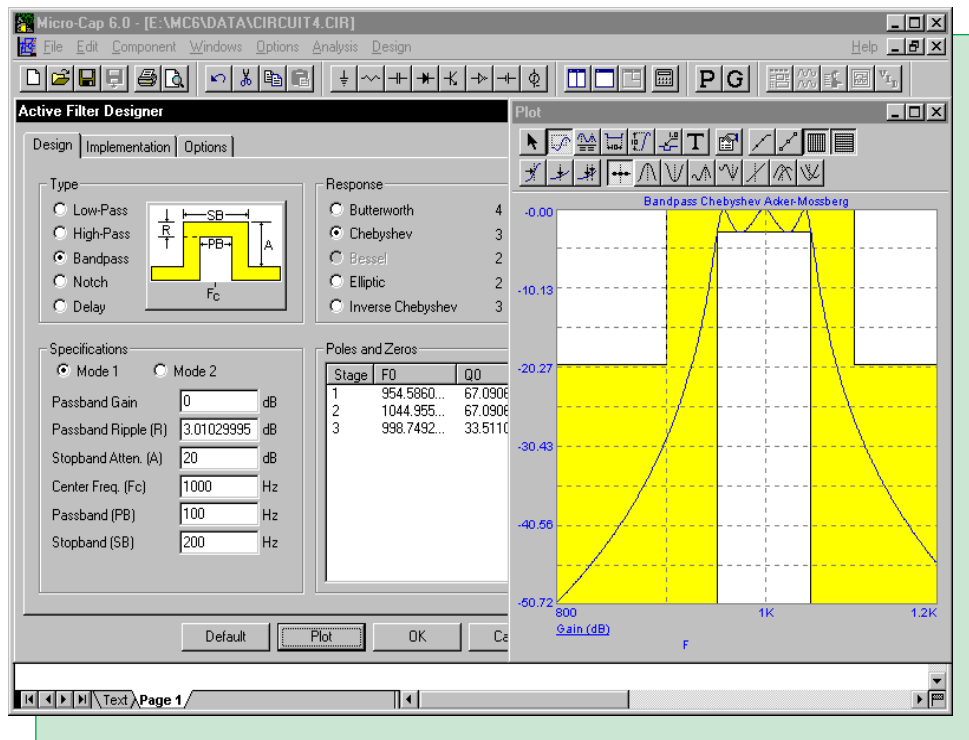 Micro-Cap 6.0 - [E:\MC6\DATA\CIRCUIT4.CIR]
File Edit Component Windows Options Analysis Design Help
P G
Active Filter Designer
Design Implementation Options
Type
Low-Pass
High-Pass
Bandpass
Notch
Delay
SB
R
PB
A
FC
Response
Butterworth 4
Chebyshev 3
Bessel 2
Elliptic 2
Inverse Chebyshev 3
Specifications
Mode 1 Mode 2
Passband Gain 0 dB
Passband Ripple (R) 3.01029995 dB
Stopband Atten. (A) 20 dB
Center Freq. (Fc) 1000 Hz
Passband (PB) 100 Hz
Stopband (SB) 200 Hz
Poles and Zeros
Stage F0 Q0
1 954.5860... 67.0906
2 1044.955... 67.0906
3 998.7492... 33.5110
Default Plot OK Ca
Plot
T
Bandpass Chebyshev Acker-Mossberg
-0.00
-10.13
-20.27
-30.43
-40.56
-50.72
800 1K 1.2K
Gain (dB)
F
Text Page 1